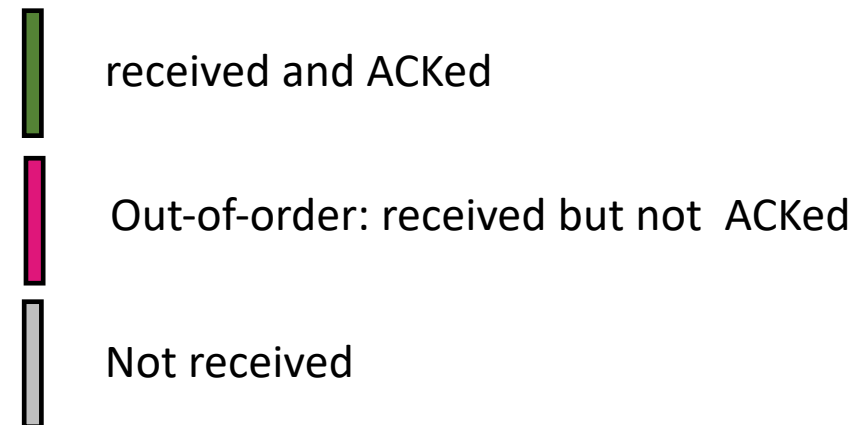 received and ACKed
Out-of-order: received but not ACKed
Not received